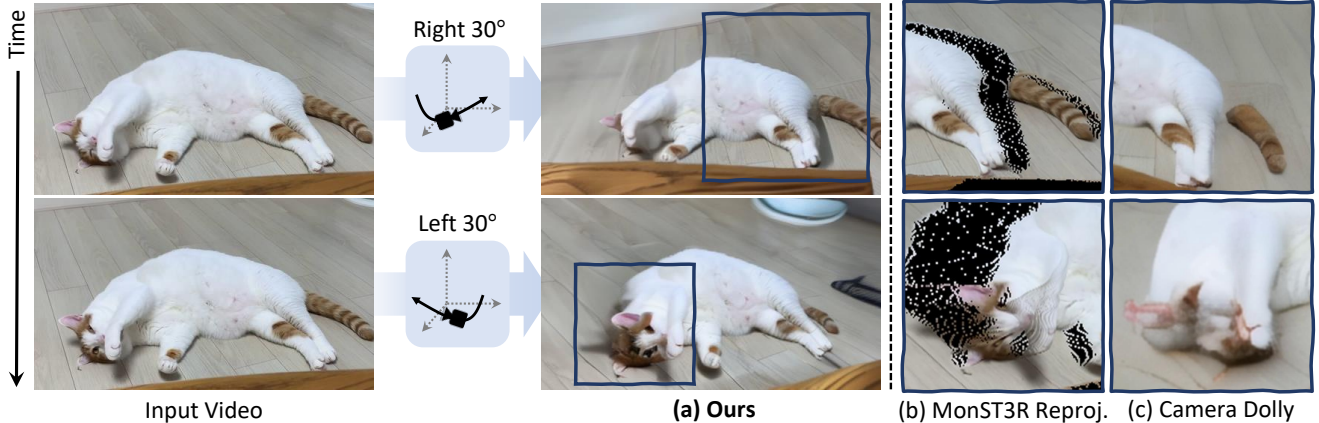 Time
Right 30°
Left 30°
Input Video
(a) Ours
(b) MonST3R Reproj.
(c) Camera Dolly